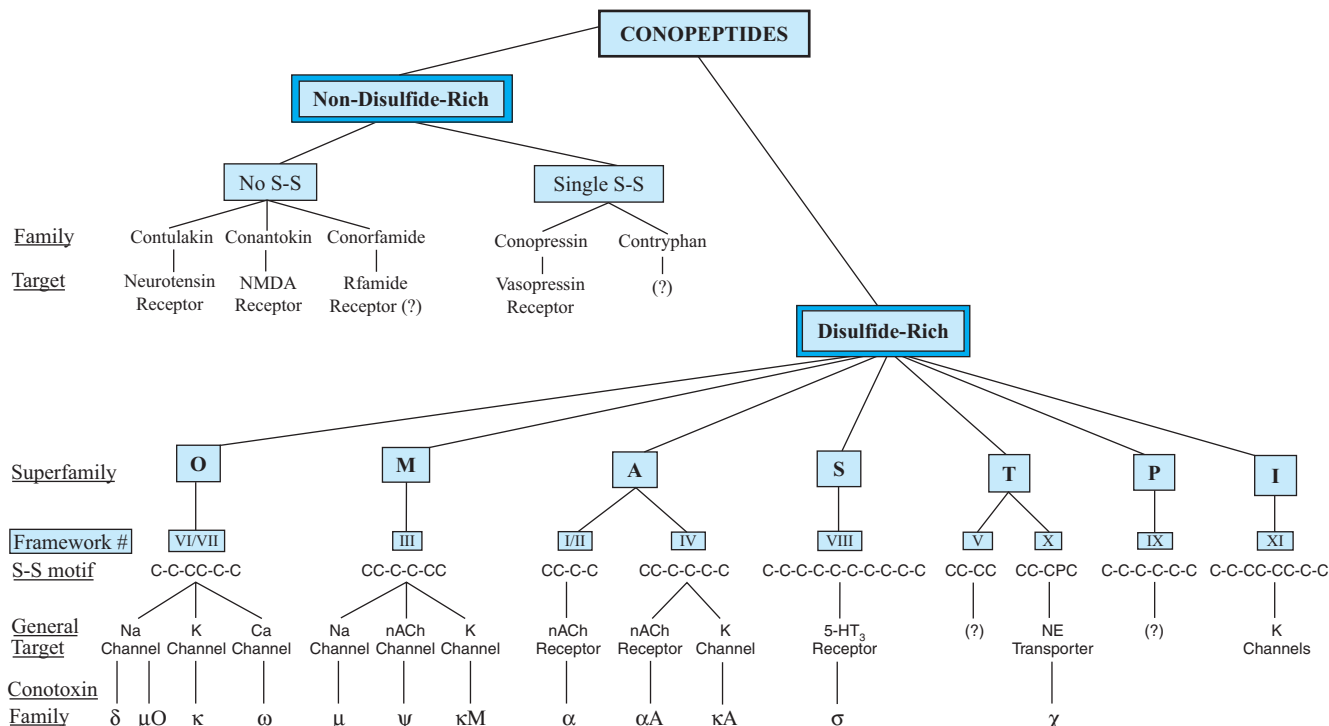 CONOPEPTIDES
Non-Disulfide-Rich
No S-S Single S-S
Family Contulakin Conantokin Conorfamide Conopressin Contryphan
Target Neurotensin NMDA Rfamide Vasopressin (?)
Receptor Receptor Receptor (?) Receptor
Disulfide-Rich
Superfamily O M A S T P I
Framework # VI/VII III I/II IV VIII V X IX XI
S-S motif C-C-CC-C-C CC-C-C-CC CC-C-C CC-C-C-C-C C-C-C-C-C-C-C-C-C-C CC-CC CC-CPC C-C-C-C-C-C C-C-CC-CC-C-C
General Na K Ca Na nACh K nACh nACh K 5-HT₃ (?) NE (?) K
Target Channel Channel Channel Channel Channel Channel Receptor Receptor Channel Receptor Transporter Channels
Conotoxin
Family δ μO κ ω μ ψ κM α αA κA σ χ